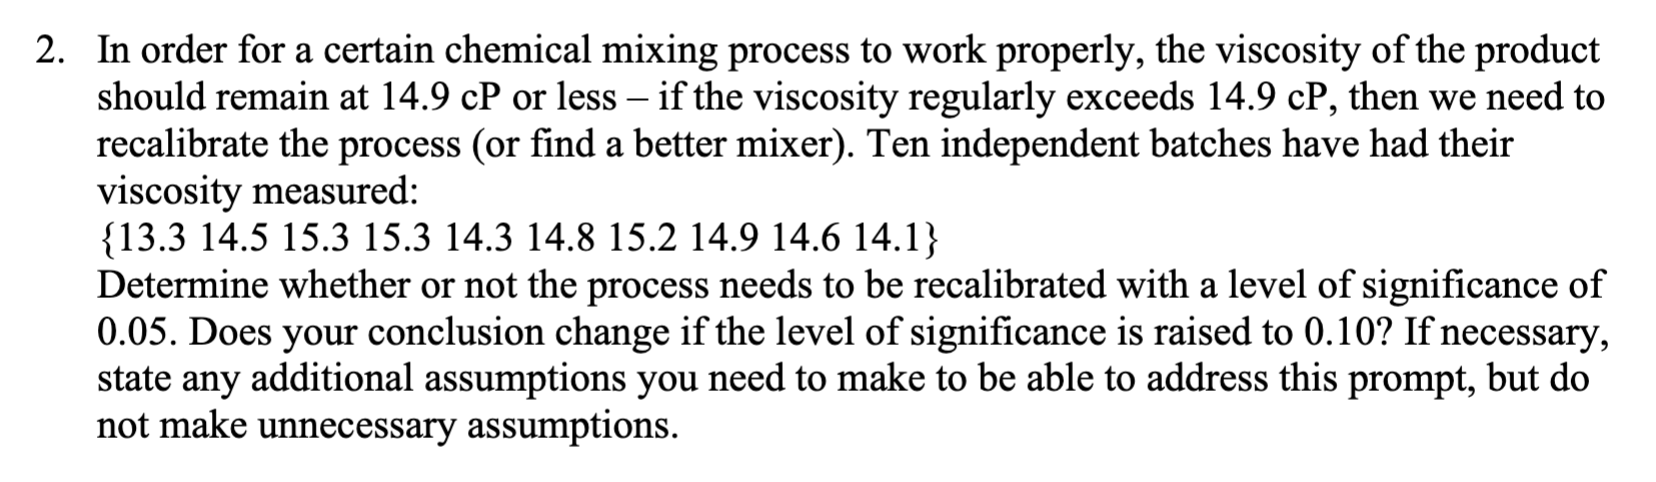 2. In order for a certain chemical mixing process to work properly, the viscosity of the product
should remain at 14.9 cP or less – if the viscosity regularly exceeds 14.9 cP, then we need to
recalibrate the process (or find a better mixer). Ten independent batches have had their
viscosity measured:
{13.3 14.5 15.3 15.3 14.3 14.8 15.2 14.9 14.6 14.1}
Determine whether or not the process needs to be recalibrated with a level of significance of
0.05. Does your conclusion change if the level of significance is raised to 0.10? If necessary,
state any additional assumptions you need to make to be able to address this prompt, but do
not make unnecessary assumptions.